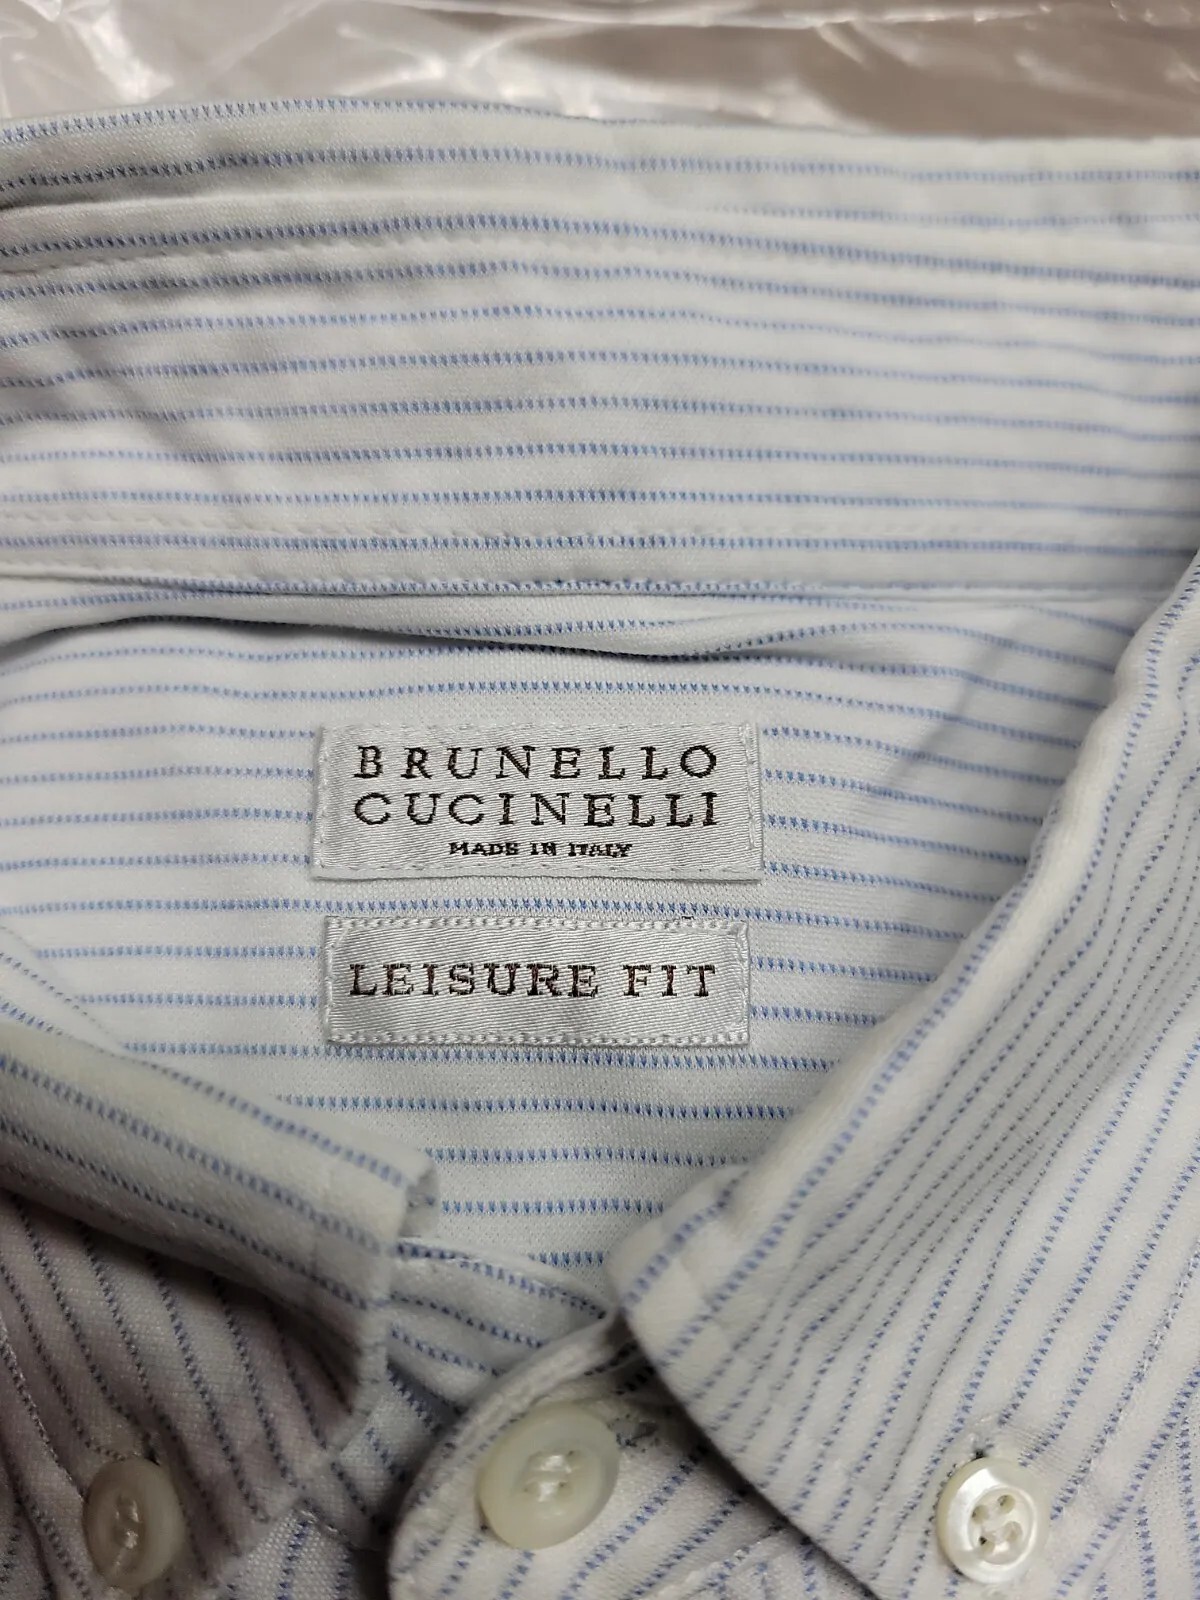 BRUNELLO
CUCINELLI
MADE IN ITALY
LEISURE FIT